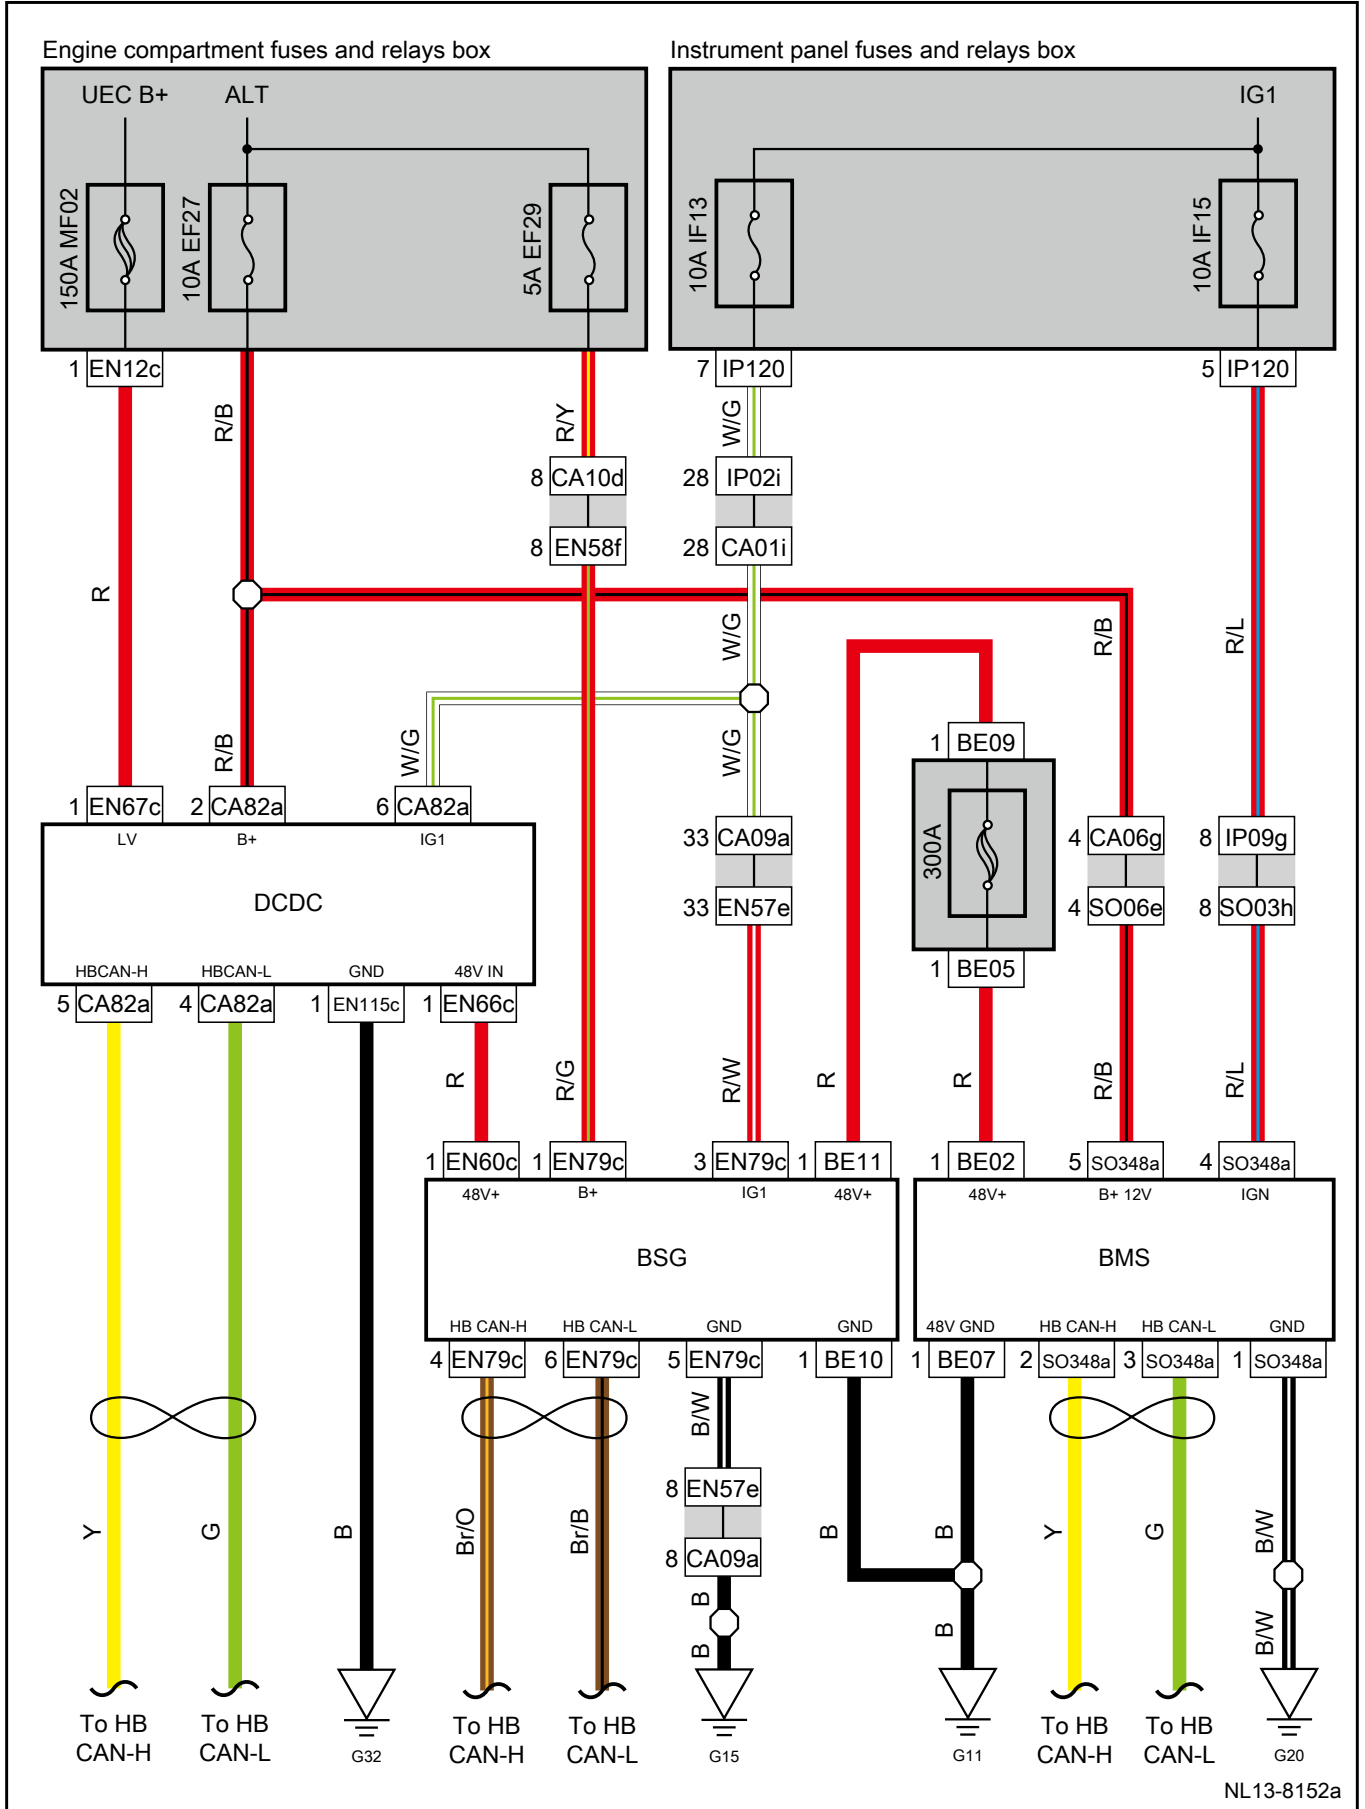 Engine compartment fuses and relays box
Instrument panel fuses and relays box
UEC B+
ALT
IG1
150A MF02
10A EF27
5A EF29
10A IF13
10A IF15
1 EN12c
7 IP120
5 IP120
R/B
R/Y
W/G
8 CA10d
28 IP02i
8 EN58f
28 CA01i
R
W/G
R/B
R/L
R/B
W/G
W/G
1 BE09
1 EN67c
2 CA82a
6 CA82a
LV
B+
IG1
33 CA09a
300A
4 CA06g
8 IP09g
DCDC
33 EN57e
4 SO06e
8 SO03h
HBCAN-H
HBCAN-L
GND
48V IN
1 BE05
5 CA82a
4 CA82a
1 EN115c
1 EN66c
R
R/G
R/W
R
R
R/B
R/L
1 EN60c
1 EN79c
3 EN79c
1 BE11
1 BE02
5 SO348a
4 SO348a
48V+
B+
IG1
48V+
48V+
B+ 12V
IGN
BSG
BMS
HB CAN-H
HB CAN-L
GND
GND
48V GND
HB CAN-H
HB CAN-L
GND
4 EN79c
6 EN79c
5 EN79c
1 BE10
1 BE07
2 SO348a
3 SO348a
1 SO348a
B/W
8 EN57e
Y
G
B
Br/O
Br/B
8 CA09a
B
B
Y
G
B/W
B
B
B
B/W
To HB
CAN-H
To HB
CAN-L
G32
To HB
CAN-H
To HB
CAN-L
G15
G11
To HB
CAN-H
To HB
CAN-L
G20
NL13-8152a